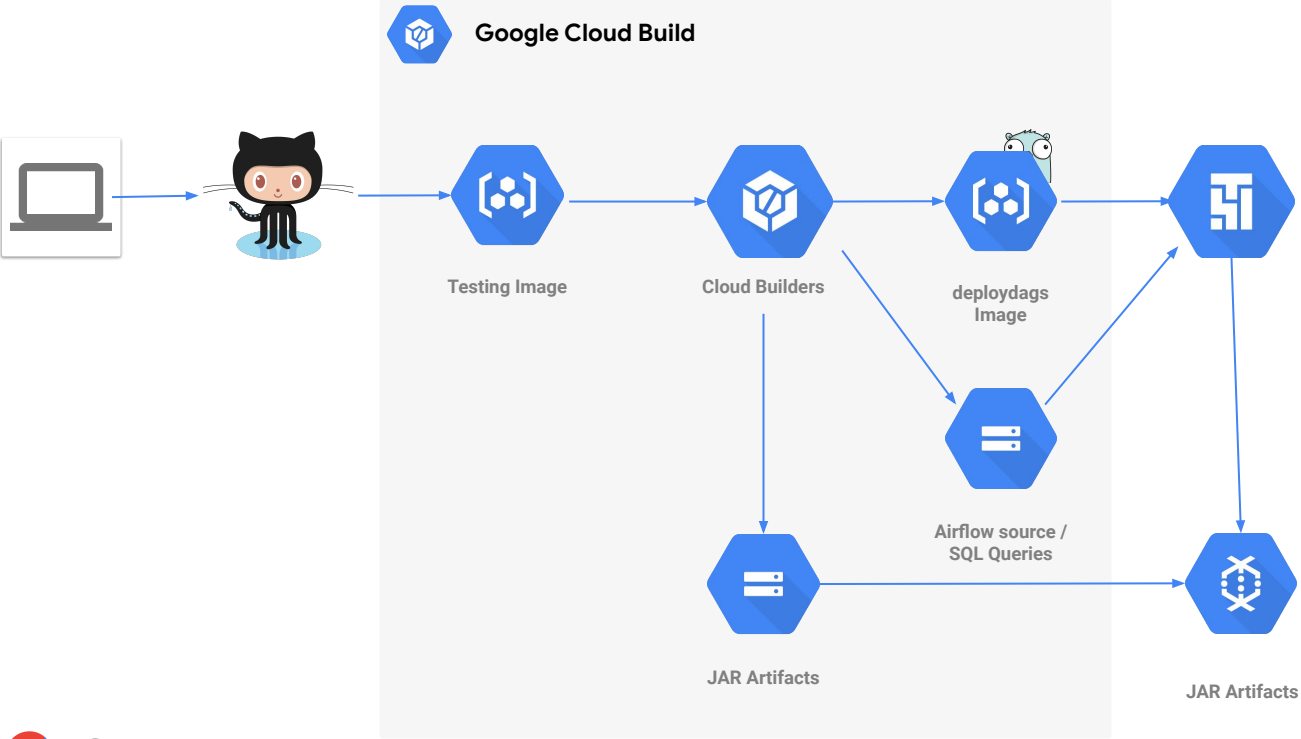 Google Cloud Build
Testing Image
Cloud Builders
deploydags
Image
Airflow source /
SQL Queries
JAR Artifacts
JAR Artifacts